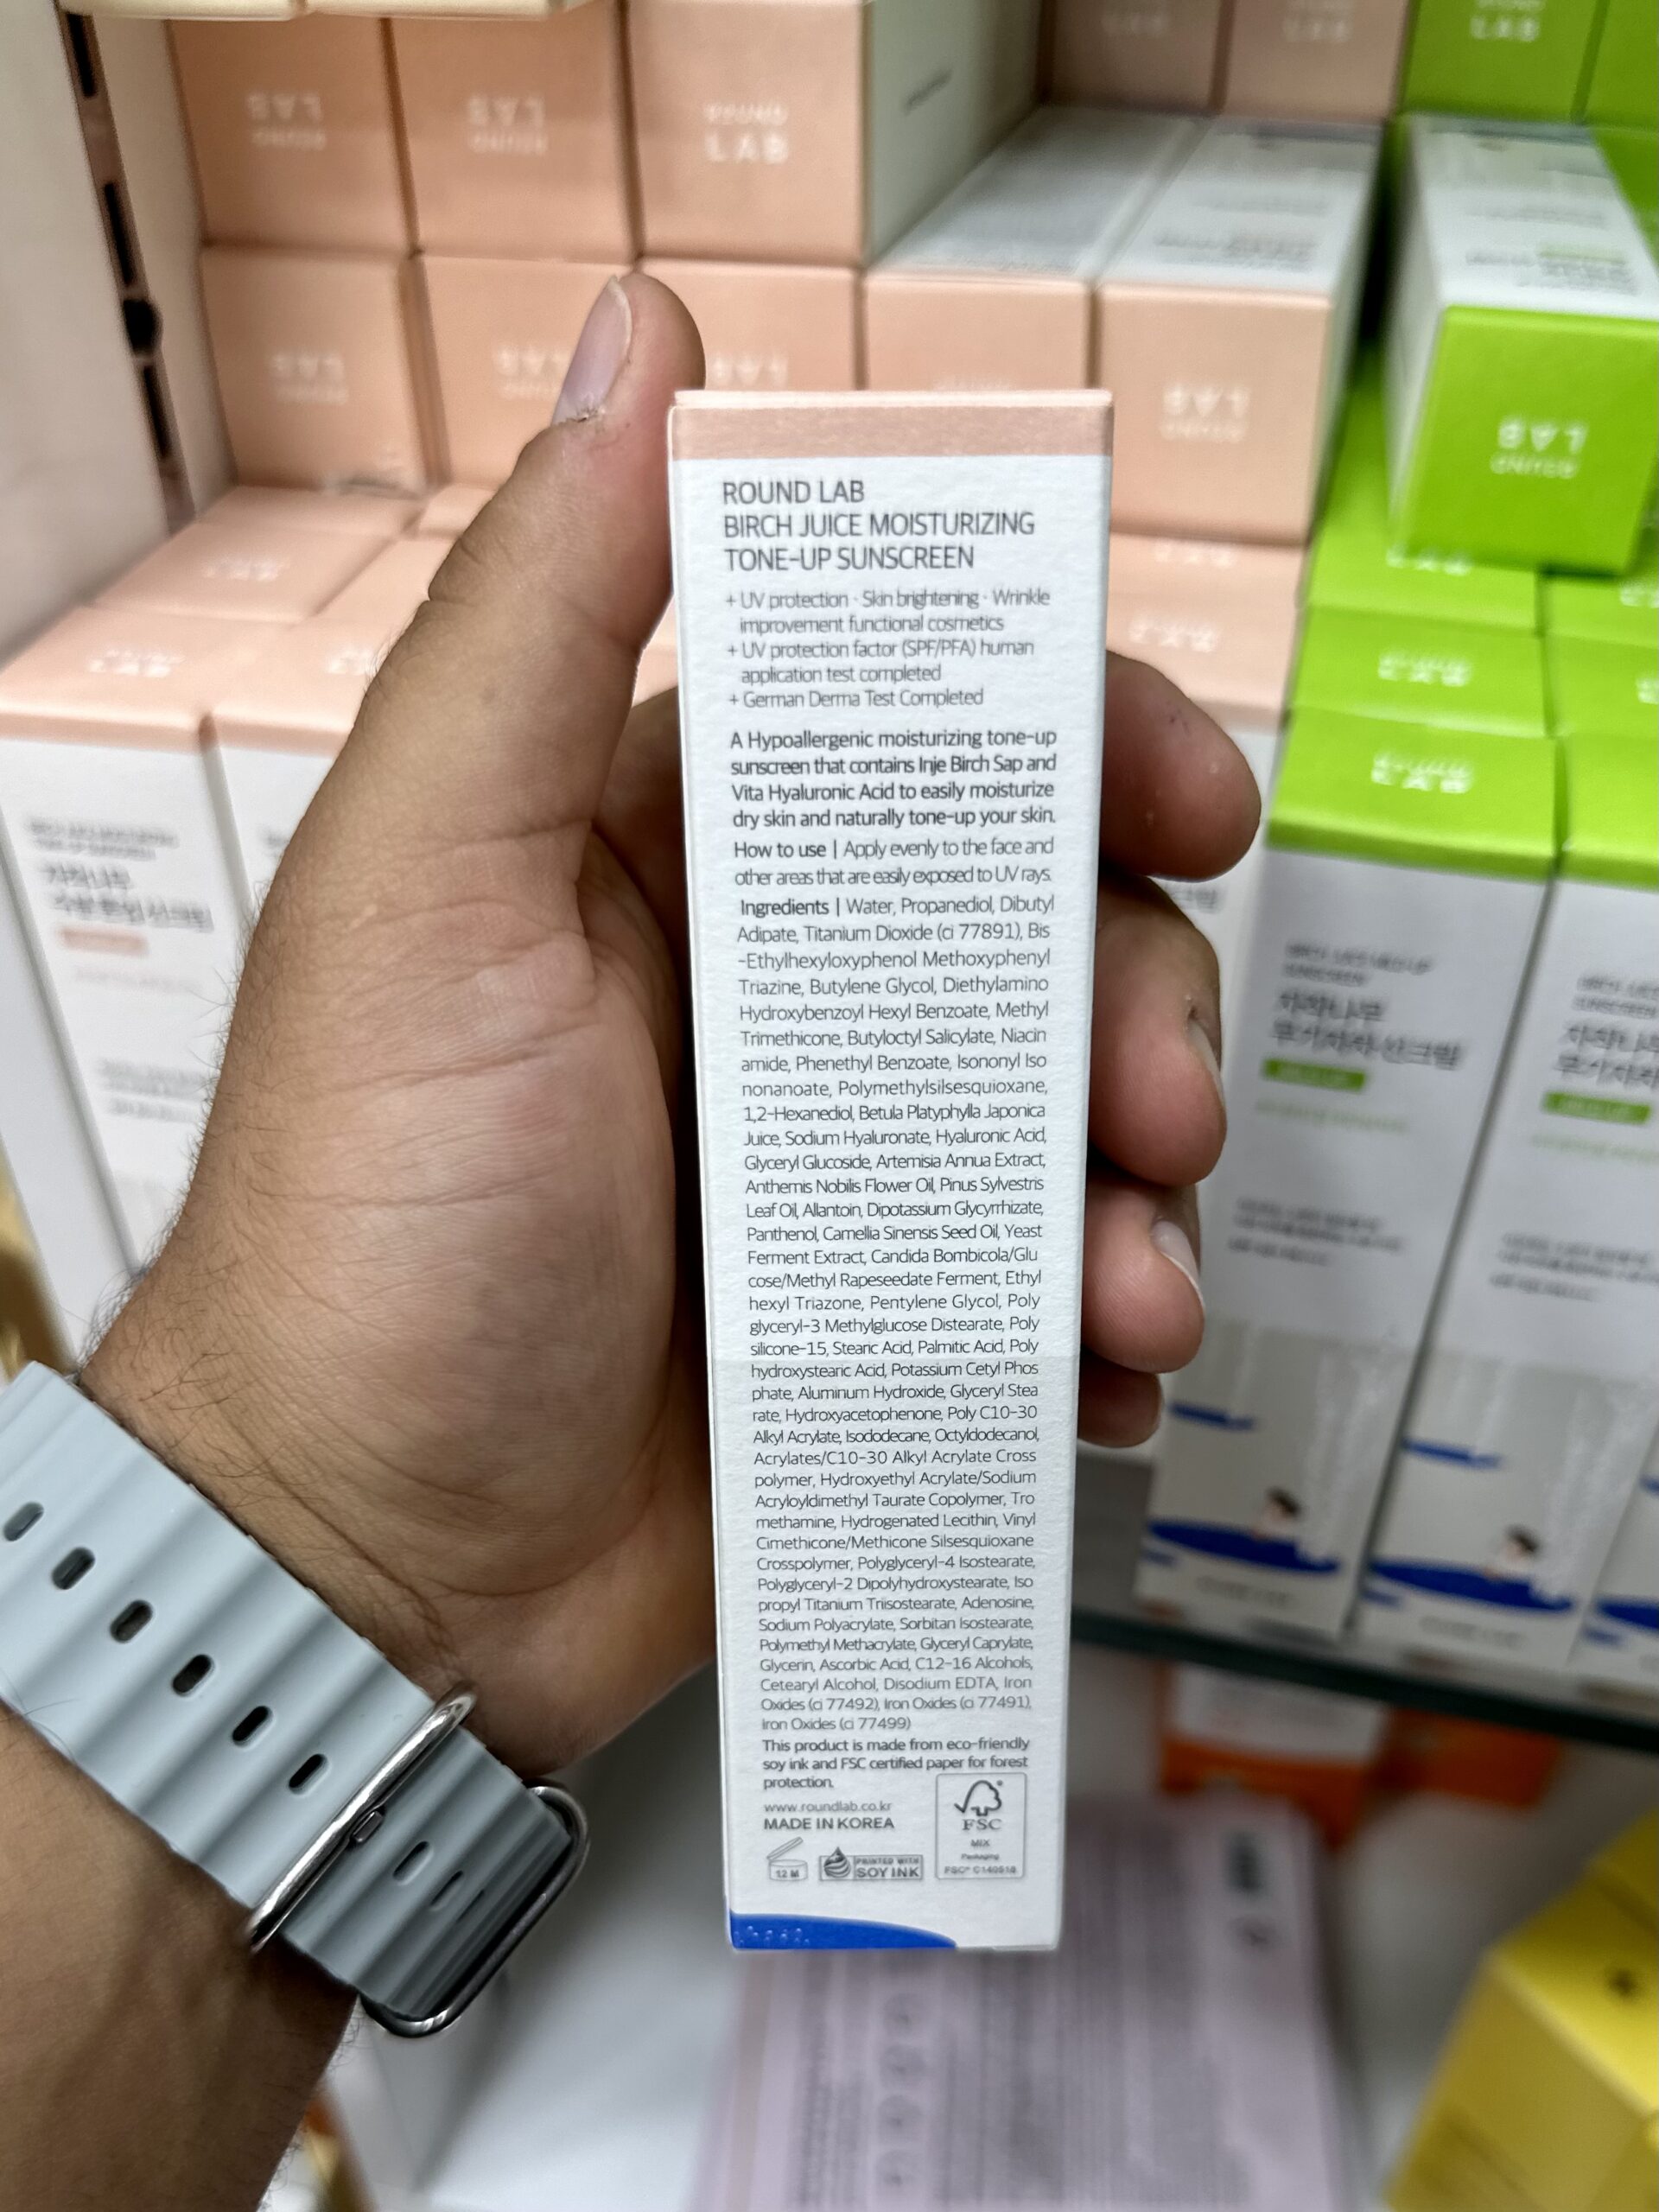 ROUND LAB
BIRCH JUICE MOISTURIZING
TONE-UP SUNSCREEN
+ UV protection · Skin brightening · Wrinkle
improvement functional cosmetics
+ UV protection factor (SPF/PFA) human
application test completed
+ German Derma Test Completed
A Hypoallergenic moisturizing tone-up
sunscreen that contains Inje Birch Sap and
Vita Hyaluronic Acid to easily moisturize
dry skin and naturally tone-up your skin.
How to use | Apply evenly to the face and
other areas that are easily exposed to UV rays.
Ingredients | Water, Propanediol, Dibutyl
Adipate, Titanium Dioxide (ci 77891), Bis
-Ethylhexyloxyphenol Methoxyphenyl
Triazine, Butylene Glycol, Diethylamino
Hydroxybenzoyl Hexyl Benzoate, Methyl
Trimethicone, Butyloctyl Salicylate, Niacin
amide, Phenethyl Benzoate, Isononyl Iso
nonanoate, Polymethylsilsesquioxane,
1,2-Hexanediol, Betula Platyphylla Japonica
Juice, Sodium Hyaluronate, Hyaluronic Acid,
Glyceryl Glucoside, Artemisia Annua Extract,
Anthemis Nobilis Flower Oil, Pinus Sylvestris
Leaf Oil, Allantoin, Dipotassium Glycyrrhizate,
Panthenol, Camellia Sinensis Seed Oil, Yeast
Ferment Extract, Candida Bombicola/Glu
cose/Methyl Rapeseedate Ferment, Ethyl
hexyl Triazone, Pentylene Glycol, Poly
glyceryl-3 Methylglucose Distearate, Poly
silicone-15, Stearic Acid, Palmitic Acid, Poly
hydroxystearic Acid, Potassium Cetyl Phos
phate, Aluminum Hydroxide, Glyceryl Stea
rate, Hydroxyacetophenone, Poly C10-30
Alkyl Acrylate, Isododecane, Octyldodecanol,
Acrylates/C10-30 Alkyl Acrylate Cross
polymer, Hydroxyethyl Acrylate/Sodium
Acryloyldimethyl Taurate Copolymer, Tro
methamine, Hydrogenated Lecithin, Vinyl
Cimethicone/Methicone Silsesquioxane
Crosspolymer, Polyglyceryl-4 Isostearate,
Polyglyceryl-2 Dipolyhydroxystearate, Iso
propyl Titanium Triisostearate, Adenosine,
Sodium Polyacrylate, Sorbitan Isostearate,
Polymethyl Methacrylate, Glyceryl Caprylate,
Glycerin, Ascorbic Acid, C12-16 Alcohols,
Cetearyl Alcohol, Disodium EDTA, Iron
Oxides (ci 77492), Iron Oxides (ci 77491),
Iron Oxides (ci 77499)
This product is made from eco-friendly
soy ink and FSC certified paper for forest
protection.
www.roundlab.co.kr
MADE IN KOREA
12 M
PRINTED WITH
SOY INK
FSC
MIX
Packaging
FSC® C140518
ROUND
LAB